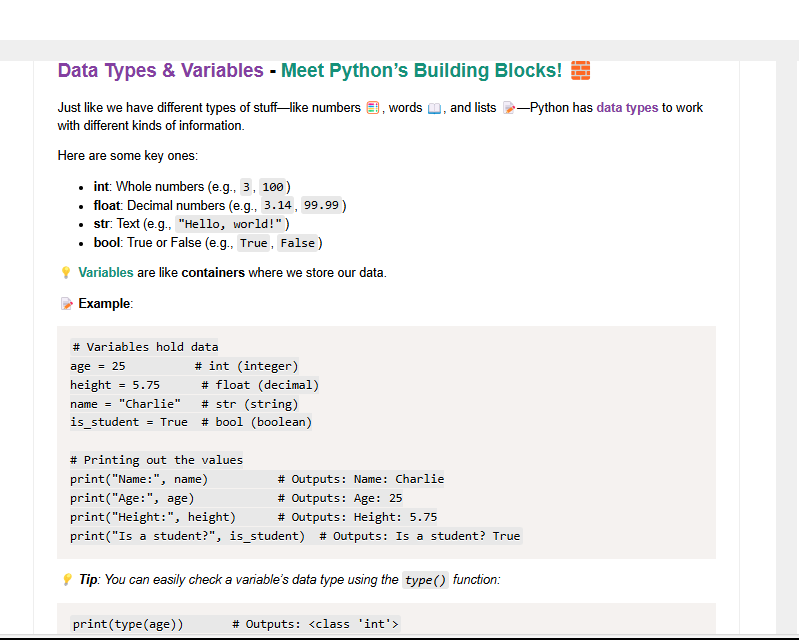 Data Types & Variables - Meet Python’s Building Blocks! 🧱
Just like we have different types of stuff—like numbers 🧮, words 📖, and lists 📝—Python has data types to work
with different kinds of information.
Here are some key ones:
• int: Whole numbers (e.g., 3, 100)
• float: Decimal numbers (e.g., 3.14, 99.99)
• str: Text (e.g., "Hello, world!")
• bool: True or False (e.g., True, False)
💡 Variables are like containers where we store our data.
📝 Example:
# Variables hold data
age = 25          # int (integer)
height = 5.75      # float (decimal)
name = "Charlie"   # str (string)
is_student = True  # bool (boolean)
# Printing out the values
print("Name:", name)          # Outputs: Name: Charlie
print("Age:", age)            # Outputs: Age: 25
print("Height:", height)      # Outputs: Height: 5.75
print("Is a student?", is_student)  # Outputs: Is a student? True
💡 Tip: You can easily check a variable’s data type using the type() function:
print(type(age))       # Outputs: <class 'int'>